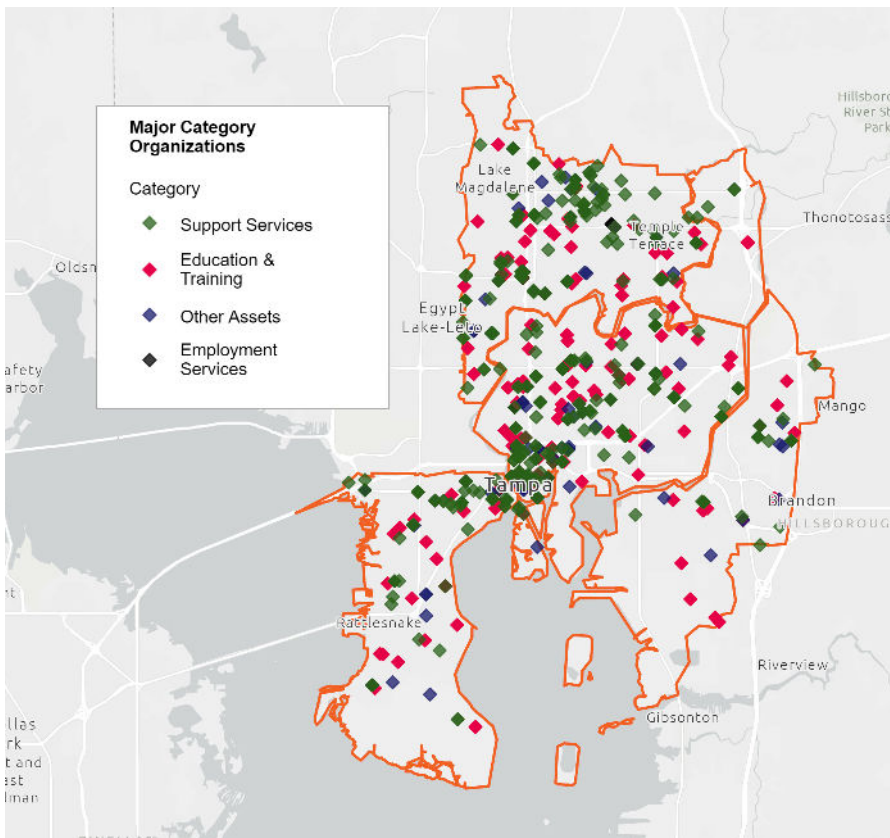 Major Category
Organizations
Category
Support Services
Education &
Training
Other Assets
Employment
Services
Hillsboro
River St
Park
Lake
Magdalene
Thonotosass
Temple
Terrace
Oldsm
Egypt
Lake-Leto
afety
arbor
Mango
Tampa
Brandon
HILLSBOROUG
nt
Rattlesnake
Riverview
Gibsonton
llas
rk
t and
ast
dman